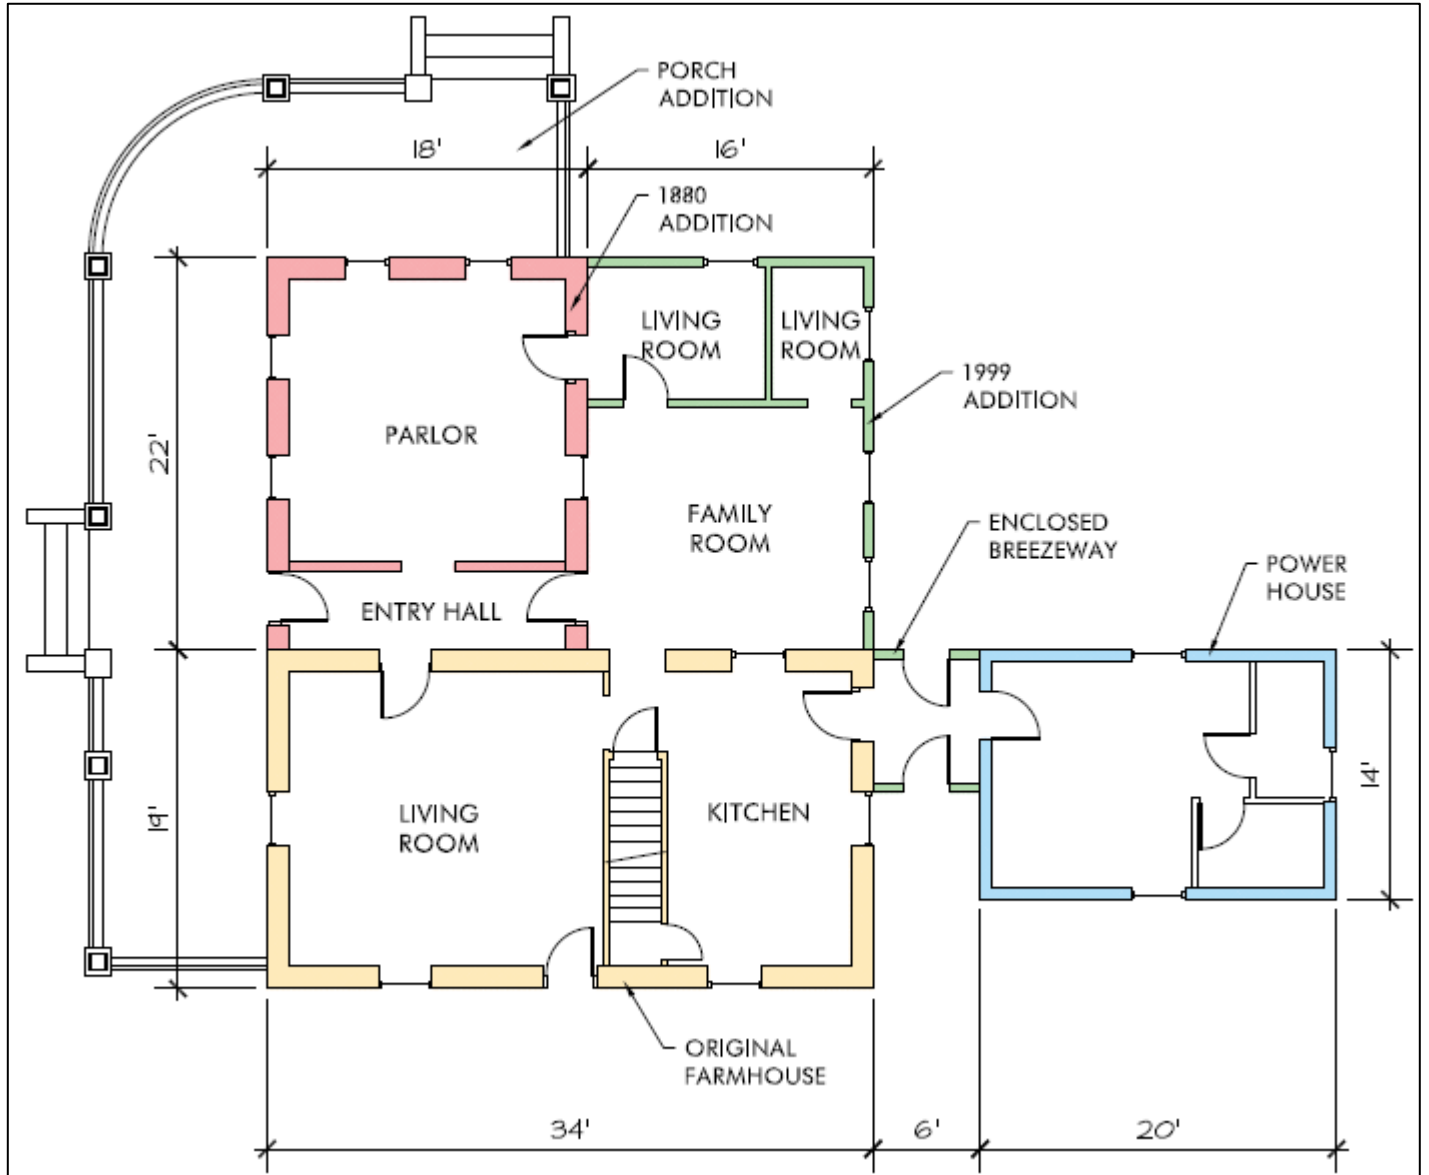 PORCH
ADDITION
18'
16'
1880
ADDITION
LIVING
ROOM
LIVING
ROOM
1999
ADDITION
PARLOR
22'
FAMILY
ROOM
ENCLOSED
BREEZEWAY
POWER
HOUSE
ENTRY HALL
14'
19'
LIVING
ROOM
KITCHEN
ORIGINAL
FARMHOUSE
34'
6'
20'